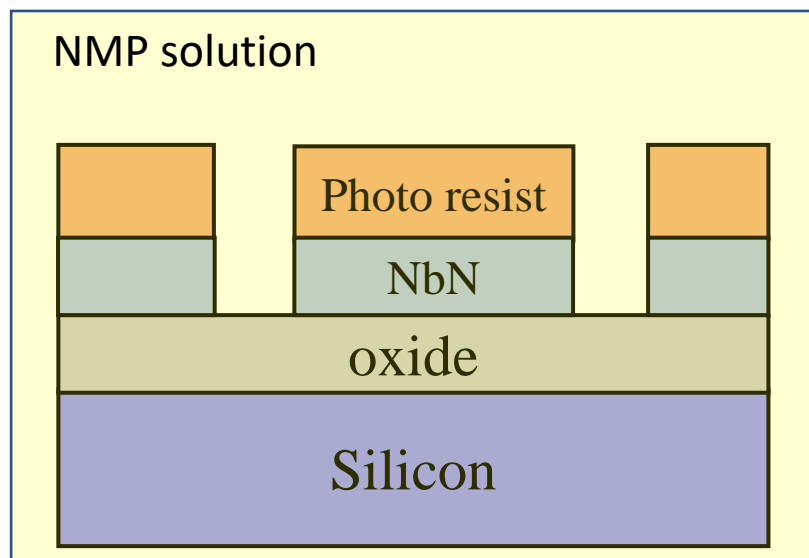 NMP solution
Photo resist
NbN
oxide
Silicon